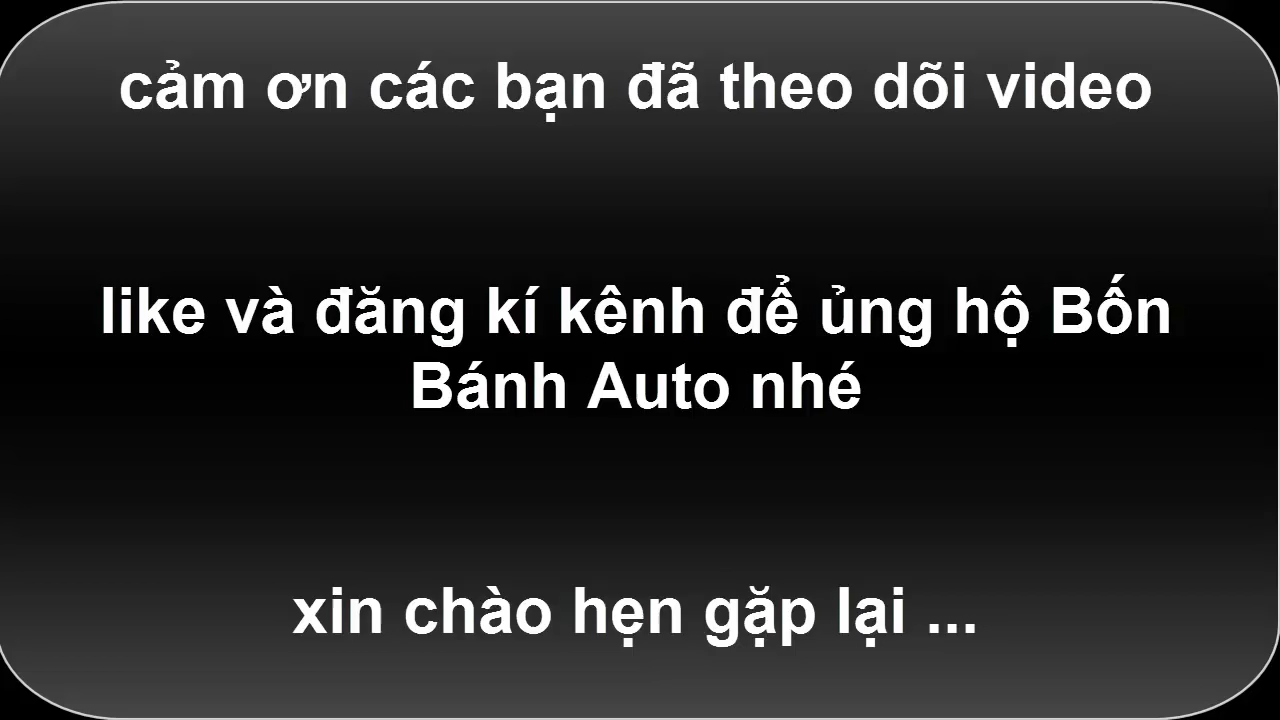 cảm ơn các bạn đã theo dõi video
like và đăng kí kênh để ủng hộ Bốn
Bánh Auto nhé
xin chào hẹn gặp lại ...